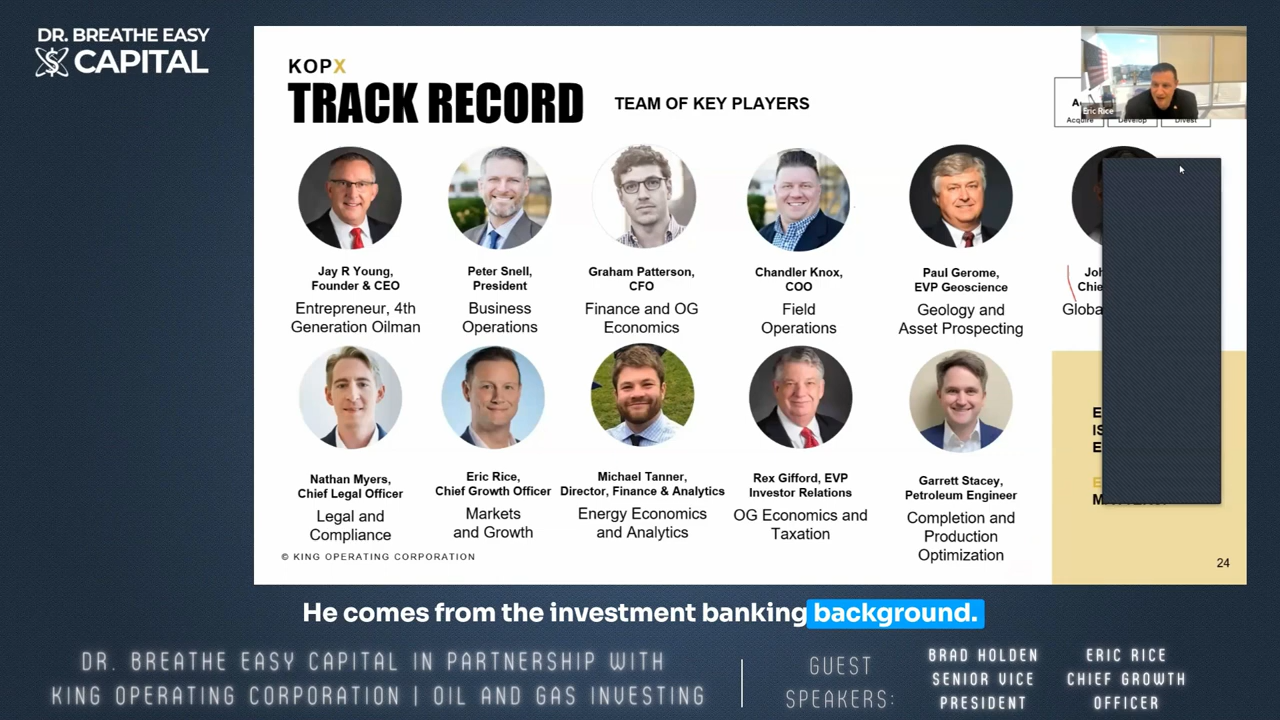 DR. BREATHE EASY
CAPITAL
KOPX
TRACK RECORD
TEAM OF KEY PLAYERS
Eric Rice
Acquire Develop Divest
Jay R Young,
Founder & CEO
Entrepreneur, 4th
Generation Oilman
Peter Snell,
President
Business
Operations
Graham Patterson,
CFO
Finance and OG
Economics
Chandler Knox,
COO
Field
Operations
Paul Gerome,
EVP Geoscience
Geology and
Asset Prospecting
Nathan Myers,
Chief Legal Officer
Legal and
Compliance
Eric Rice,
Chief Growth Officer
Markets
and Growth
Michael Tanner,
Director, Finance & Analytics
Energy Economics
and Analytics
Rex Gifford, EVP
Investor Relations
OG Economics and
Taxation
Garrett Stacey,
Petroleum Engineer
Completion and
Production
Optimization
© KING OPERATING CORPORATION
24
He comes from the investment banking background.
DR. BREATHE EASY CAPITAL IN PARTNERSHIP WITH
KING OPERATING CORPORATION | OIL AND GAS INVESTING
GUEST
SPEAKERS:
BRAD HOLDEN
SENIOR VICE
PRESIDENT
ERIC RICE
CHIEF GROWTH
OFFICER